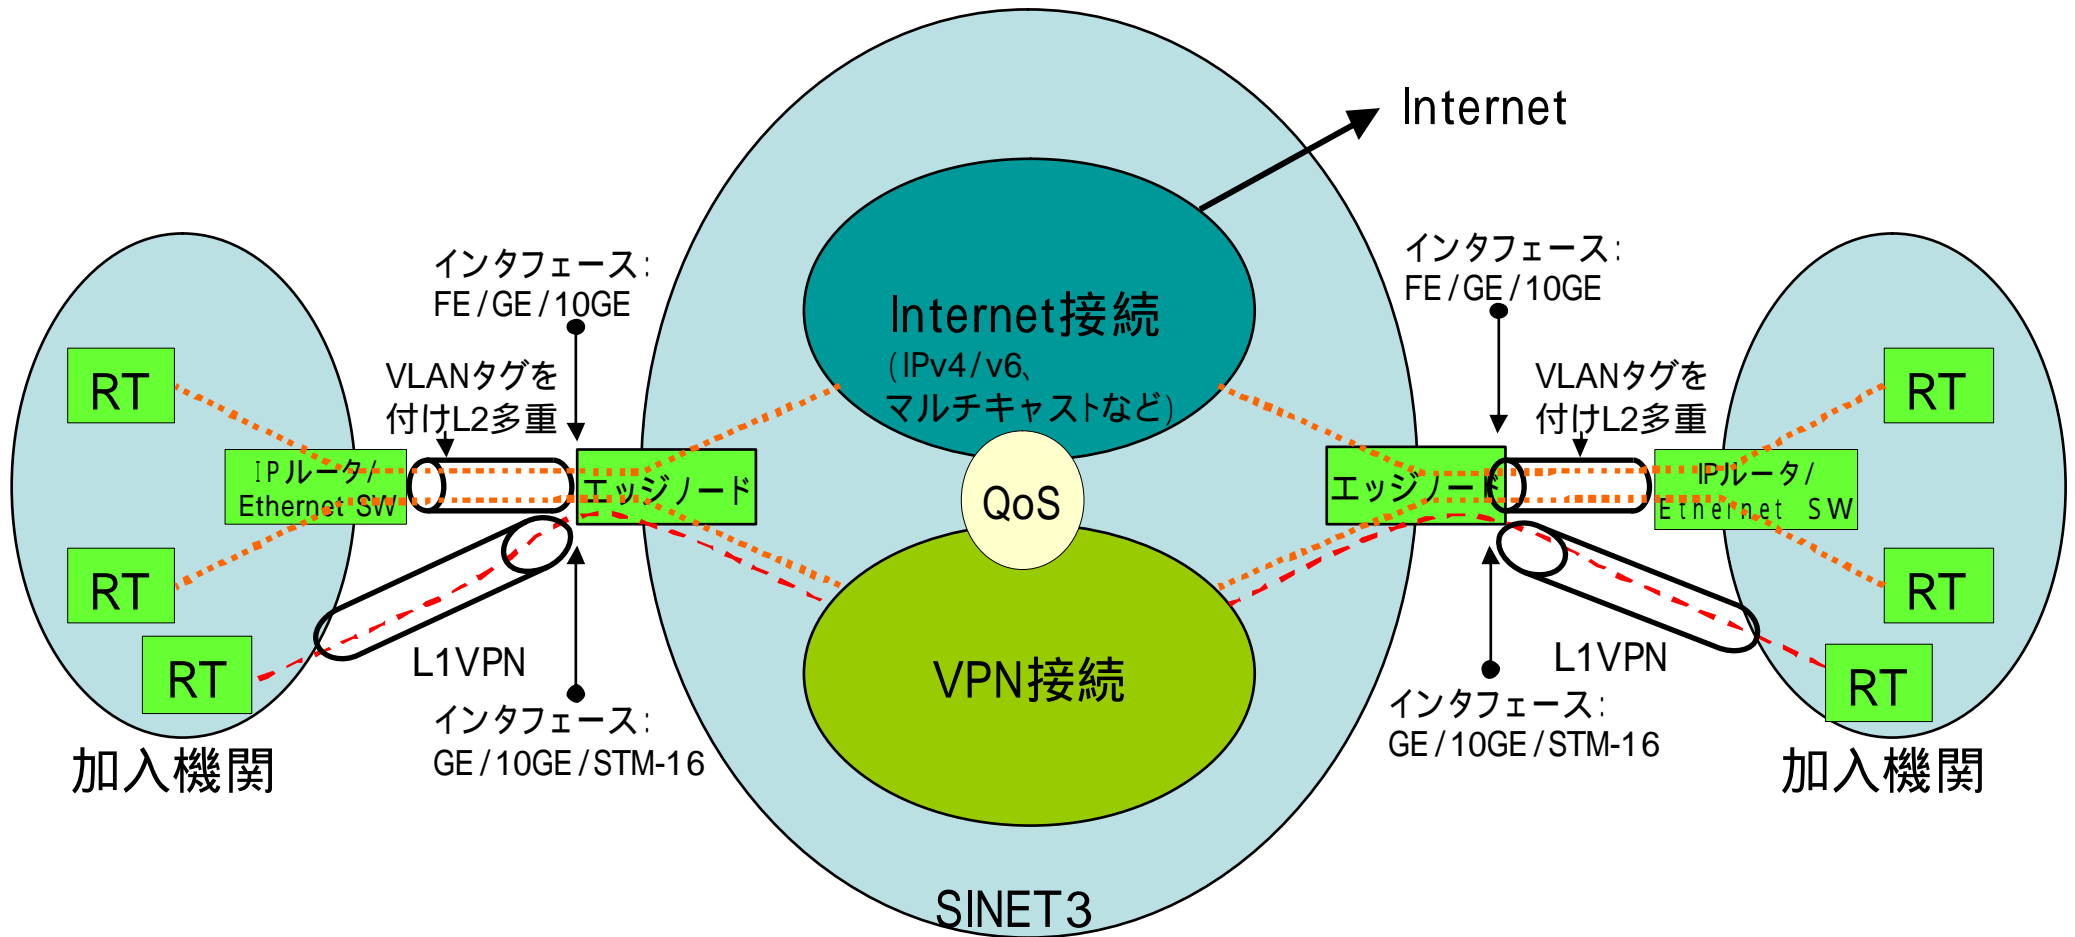 Internet
インタフェース:
FE/GE/10GE
インタフェース:
FE/GE/10GE
Internet接続
(IPv4/v6、
マルチキャストなど)
RT
VLANタグを
付けL2多重
VLANタグを
付けL2多重
RT
IPルータ/
Ethernet SW
エッジノード
QoS
エッジノード
IPルータ/
Ethernet SW
RT
RT
RT
L1VPN
VPN接続
L1VPN
RT
インタフェース:
GE/10GE/STM-16
インタフェース:
GE/10GE/STM-16
加入機関
加入機関
SINET3